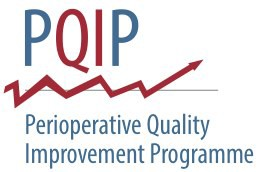 PQIP
Perioperative Quality
Improvement Programme